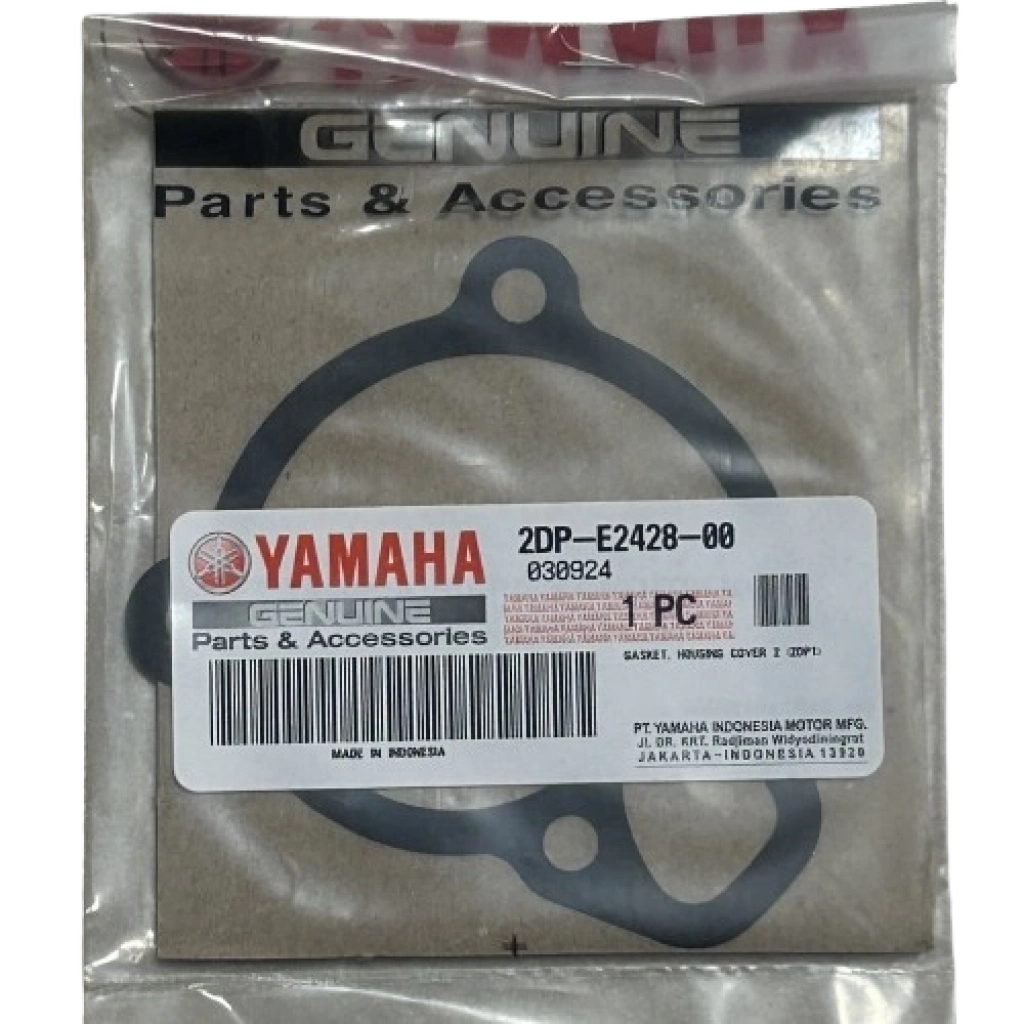 YAMAHA
GENUINE
Parts & Accessories
YAMAHA
GENUINE
Parts & Accessories
2DP-E2428-00
030924
1 PC
GASKET, HOUSING COVER 2 (2DP1)
MADE IN INDONESIA
PT. YAMAHA INDONESIA MOTOR MFG.
JL. DR. KRT. Radjiman Widyodiningrat
JAKARTA-INDONESIA 13920